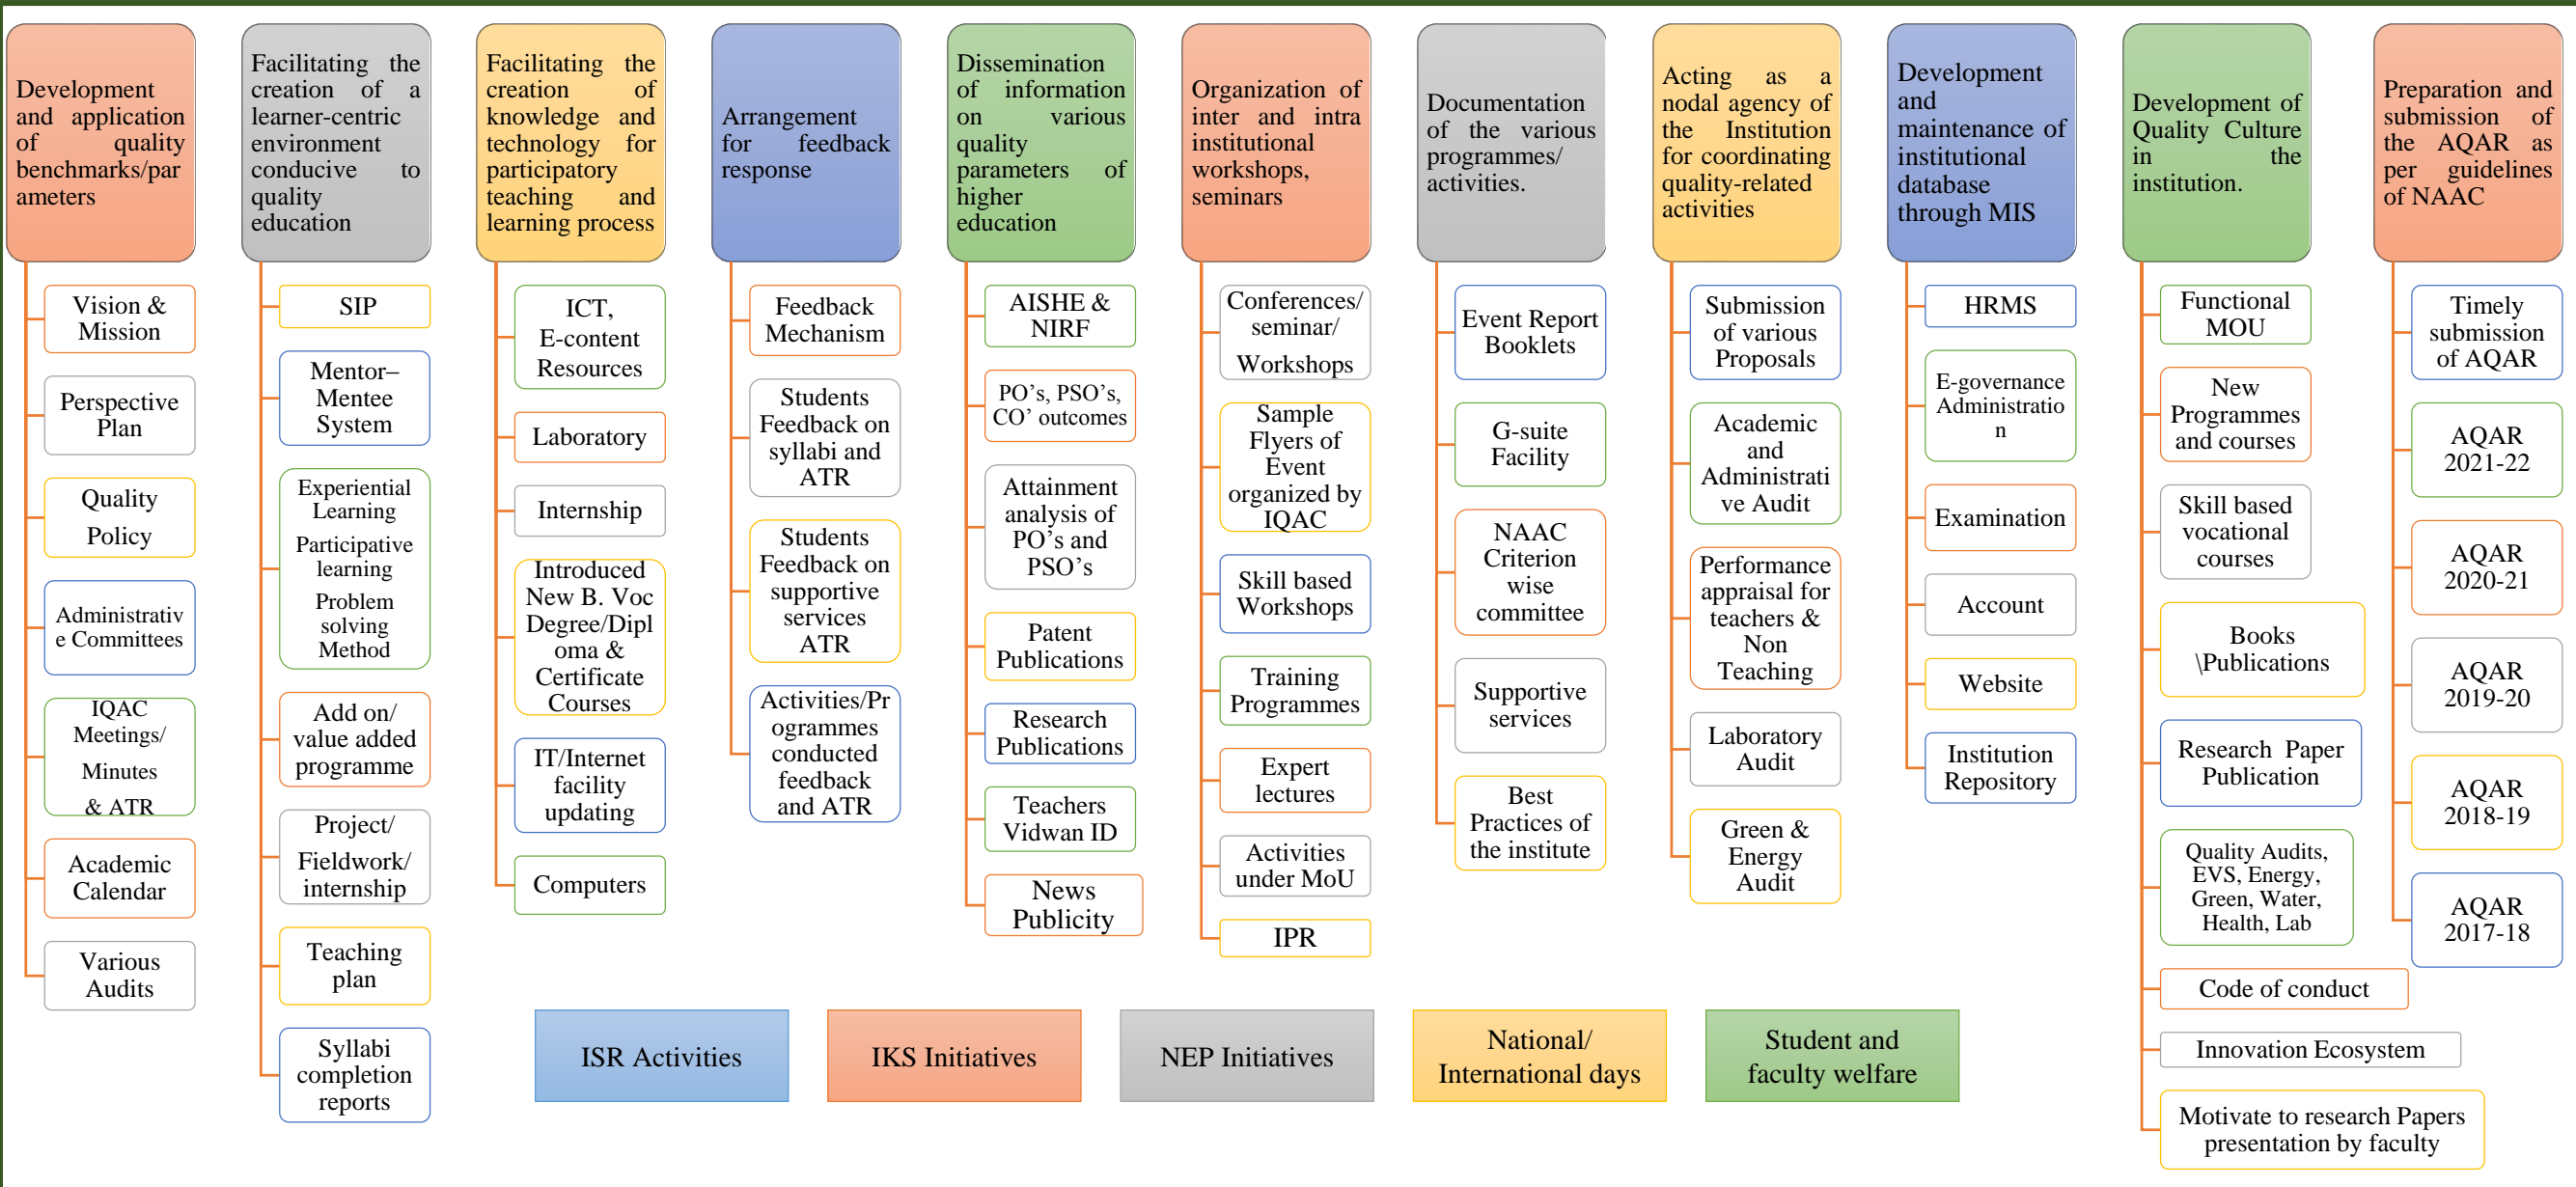 Development
and application
of quality
benchmarks/par
ameters
Vision &
Mission
Perspective
Plan
Quality
Policy
Administrativ
e Committees
IQAC
Meetings/
Minutes
& ATR
Academic
Calendar
Various
Audits
Facilitating the
creation of a
learner-centric
environment
conducive to
quality
education
SIP
Mentor–
Mentee
System
Experiential
Learning
Participative
learning
Problem
solving
Method
Add on/
value added
programme
Project/
Fieldwork/
internship
Teaching
plan
Syllabi
completion
reports
Facilitating the
creation of
knowledge and
technology for
participatory
teaching and
learning process
ICT,
E-content
Resources
Laboratory
Internship
Introduced
New B. Voc
Degree/Dipl
oma &
Certificate
Courses
IT/Internet
facility
updating
Computers
Arrangement
for feedback
response
Feedback
Mechanism
Students
Feedback on
syllabi and
ATR
Students
Feedback on
supportive
services
ATR
Activities/Pr
ogrammes
conducted
feedback
and ATR
Dissemination
of information
on various
quality
parameters of
higher
education
AISHE &
NIRF
PO’s, PSO’s,
CO’ outcomes
Attainment
analysis of
PO’s and
PSO’s
Patent
Publications
Research
Publications
Teachers
Vidwan ID
News
Publicity
Organization of
inter and intra
institutional
workshops,
seminars
Conferences/
seminar/
Workshops
Sample
Flyers of
Event
organized by
IQAC
Skill based
Workshops
Training
Programmes
Expert
lectures
Activities
under MoU
IPR
Documentation
of the various
programmes/
activities.
Event Report
Booklets
G-suite
Facility
NAAC
Criterion
wise
committee
Supportive
services
Best
Practices of
the institute
Acting as a
nodal agency of
the Institution
for coordinating
quality-related
activities
Submission
of various
Proposals
Academic
and
Administrati
ve Audit
Performance
appraisal for
teachers &
Non
Teaching
Laboratory
Audit
Green &
Energy
Audit
Development
and
maintenance of
institutional
database
through MIS
HRMS
E-governance
Administratio
n
Examination
Account
Website
Institution
Repository
Development of
Quality Culture
in the
institution.
Functional
MOU
New
Programmes
and courses
Skill based
vocational
courses
Books
\Publications
Research Paper
Publication
Quality Audits,
EVS, Energy,
Green, Water,
Health, Lab
Code of conduct
Innovation Ecosystem
Motivate to research Papers
presentation by faculty
Preparation and
submission of
the AQAR as
per guidelines
of NAAC
Timely
submission
of AQAR
AQAR
2021-22
AQAR
2020-21
AQAR
2019-20
AQAR
2018-19
AQAR
2017-18
ISR Activities
IKS Initiatives
NEP Initiatives
National/
International days
Student and
faculty welfare